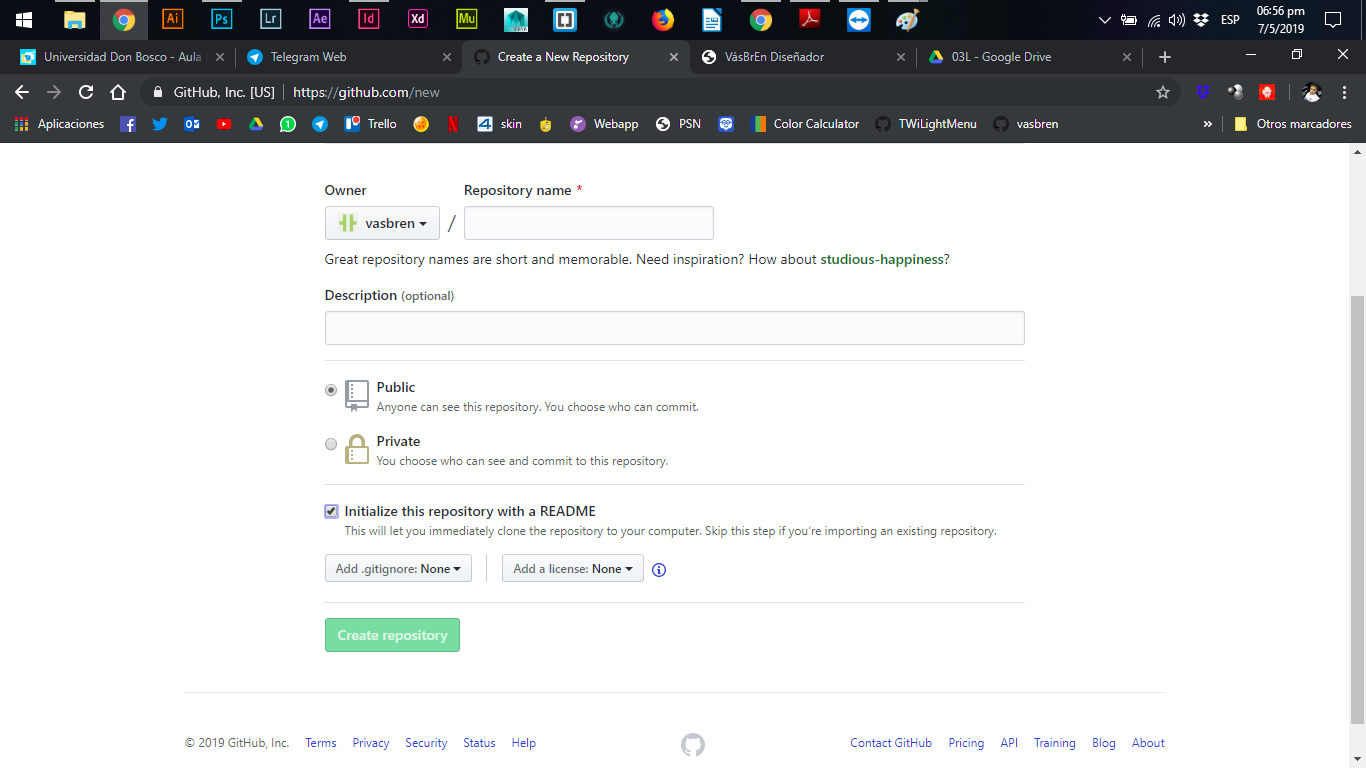 Ai Ps Lr Ae Id Xd Mu ESP 06:56 pm
7/5/2019
Universidad Don Bosco - Aula
Telegram Web
Create a New Repository
VásBrEn Diseñador
03L - Google Drive
GitHub, Inc. [US] https://github.com/new
Aplicaciones Trello skin Webapp PSN Color Calculator TWiLightMenu vasbren » Otros marcadores
Owner Repository name *
vasbren / 
Great repository names are short and memorable. Need inspiration? How about studious-happiness?
Description (optional)
Public
Anyone can see this repository. You choose who can commit.
Private
You choose who can see and commit to this repository.
Initialize this repository with a README
This will let you immediately clone the repository to your computer. Skip this step if you're importing an existing repository.
Add .gitignore: None Add a license: None
Create repository
© 2019 GitHub, Inc. Terms Privacy Security Status Help Contact GitHub Pricing API Training Blog About